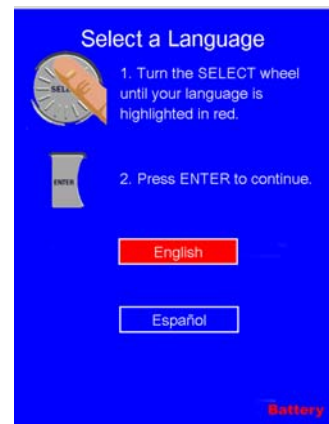 Select a Language
1. Turn the SELECT wheel
until your language is
highlighted in red.
ENTER
2. Press ENTER to continue.
English
Español
Battery